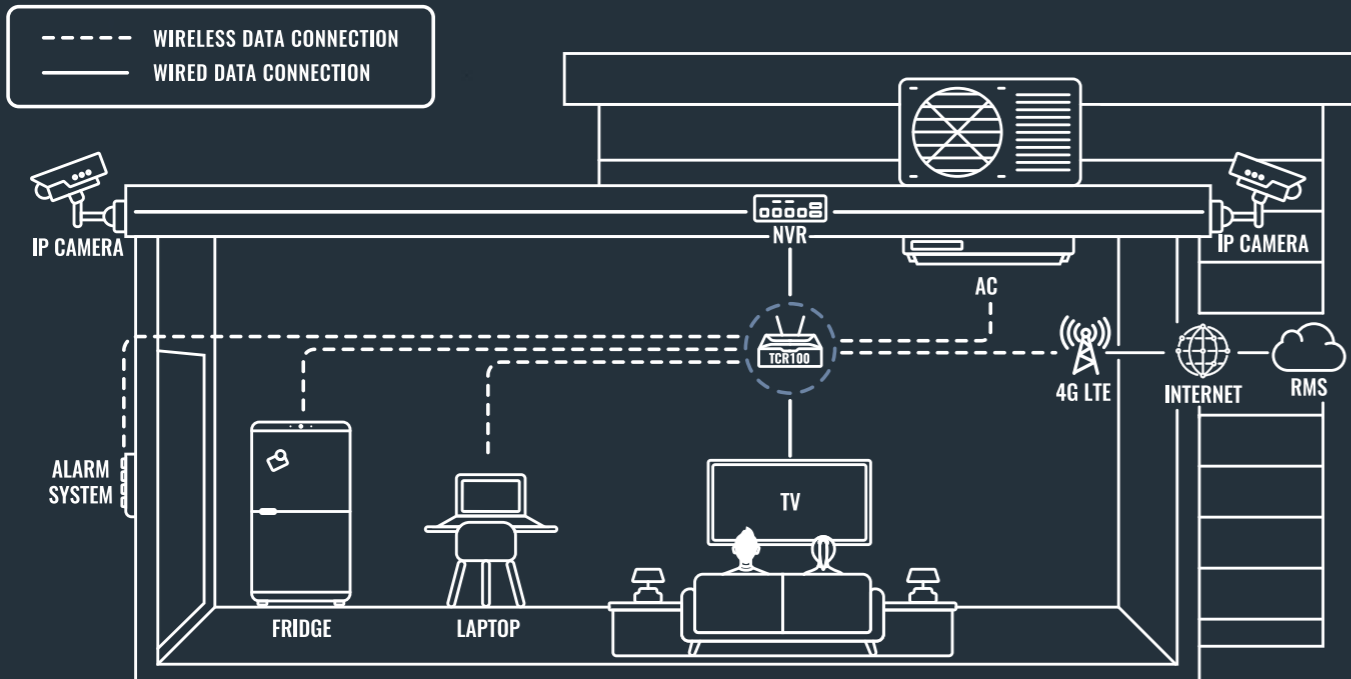 WIRELESS DATA CONNECTION
WIRED DATA CONNECTION
IP CAMERA
NVR
IP CAMERA
AC
TCR100
4G LTE
INTERNET
RMS
ALARM
SYSTEM
TV
FRIDGE
LAPTOP